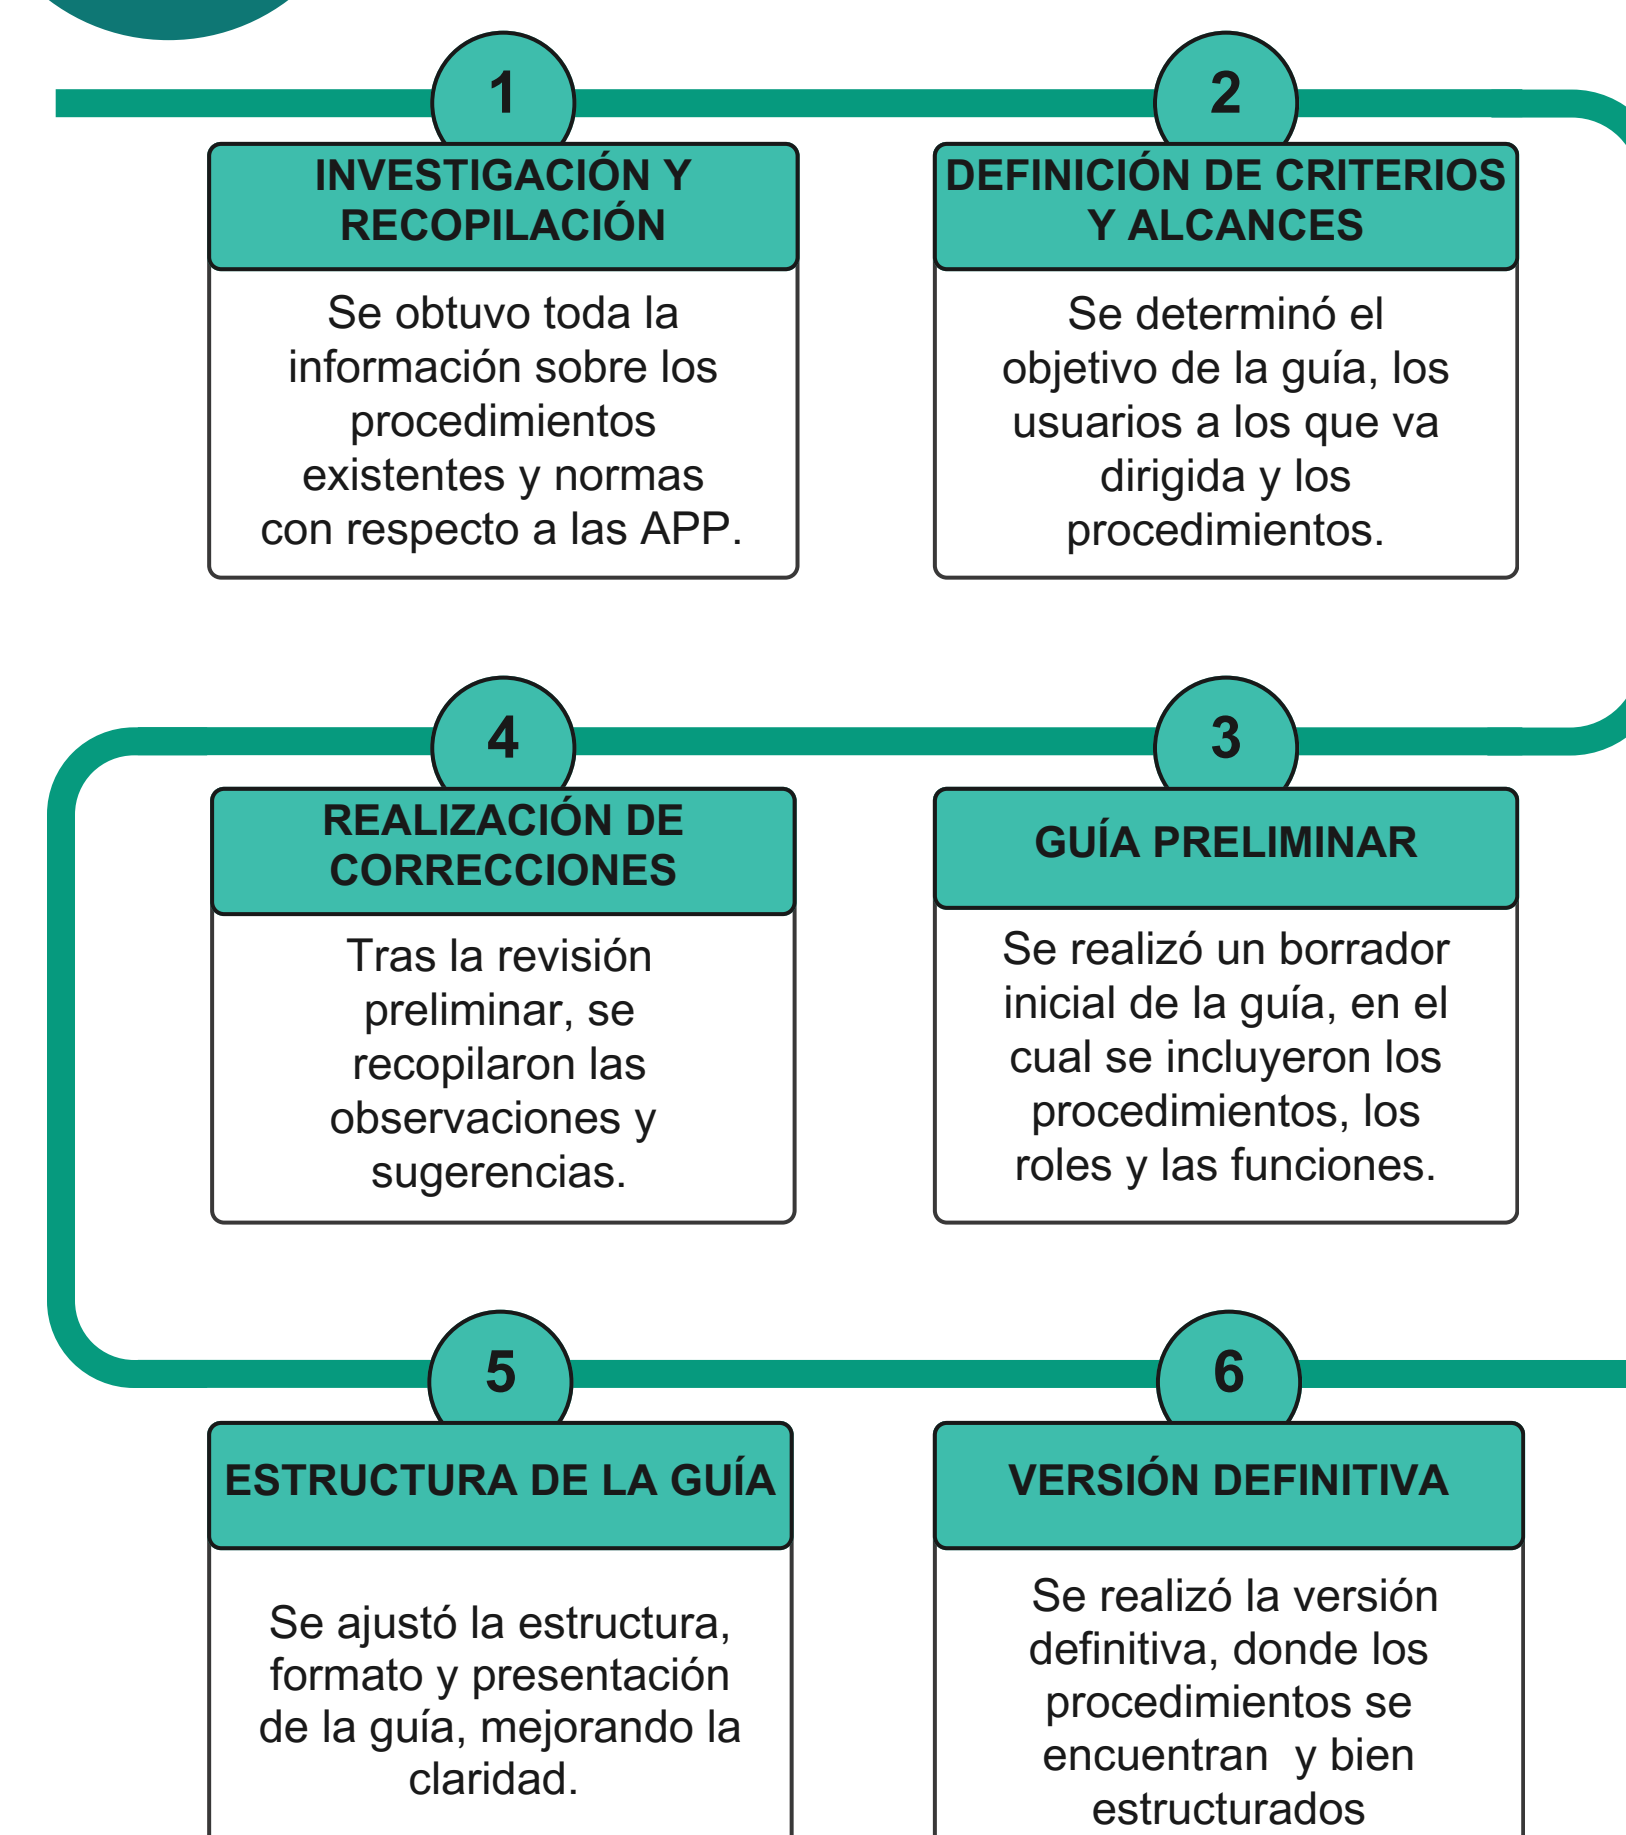 1
INVESTIGACIÓN Y
RECOPILACIÓN
Se obtuvo toda la
información sobre los
procedimientos
existentes y normas
con respecto a las APP.
2
DEFINICIÓN DE CRITERIOS
Y ALCANCES
Se determinó el
objetivo de la guía, los
usuarios a los que va
dirigida y los
procedimientos.
3
GUÍA PRELIMINAR
Se realizó un borrador
inicial de la guía, en el
cual se incluyeron los
procedimientos, los
roles y las funciones.
4
REALIZACIÓN DE
CORRECCIONES
Tras la revisión
preliminar, se
recopilaron las
observaciones y
sugerencias.
5
ESTRUCTURA DE LA GUÍA
Se ajustó la estructura,
formato y presentación
de la guía, mejorando la
claridad.
6
VERSIÓN DEFINITIVA
Se realizó la versión
definitiva, donde los
procedimientos se
encuentran  y bien
estructurados